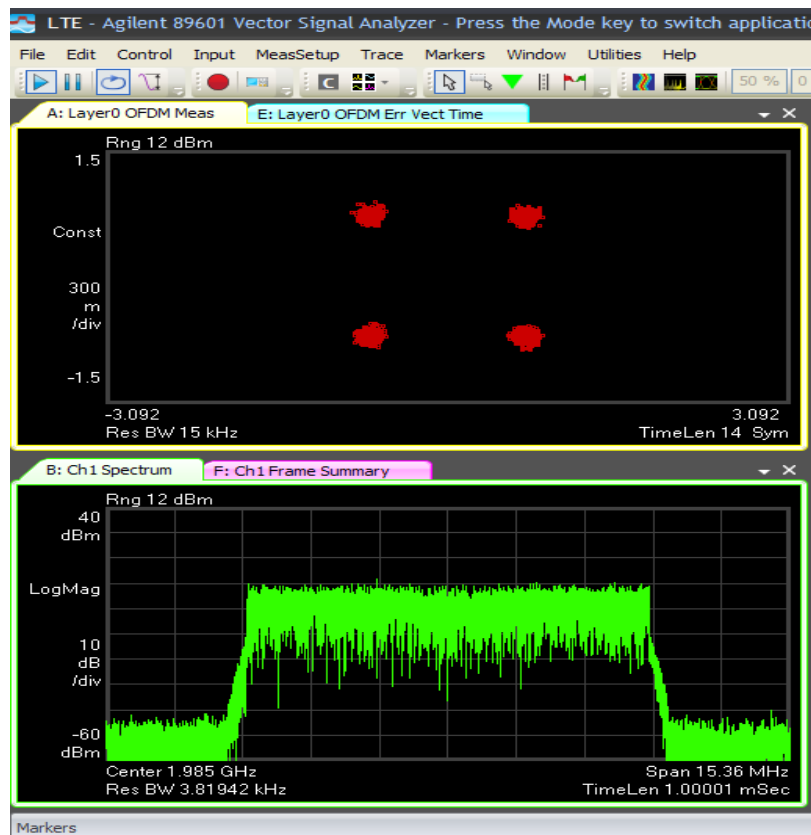 LTE - Agilent 89601 Vector Signal Analyzer - Press the Mode key to switch applicatio
File Edit Control Input MeasSetup Trace Markers Window Utilities Help
C 50 % 0
A: Layer0 OFDM Meas E: Layer0 OFDM Err Vect Time
Rng 12 dBm
1.5
Const
300
m
/div
-1.5
-3.092 3.092
Res BW 15 kHz TimeLen 14 Sym
B: Ch1 Spectrum F: Ch1 Frame Summary
Rng 12 dBm
40
dBm
LogMag
10
dB
/div
-60
dBm
Center 1.985 GHz Span 15.36 MHz
Res BW 3.81942 kHz TimeLen 1.00001 mSec
Markers